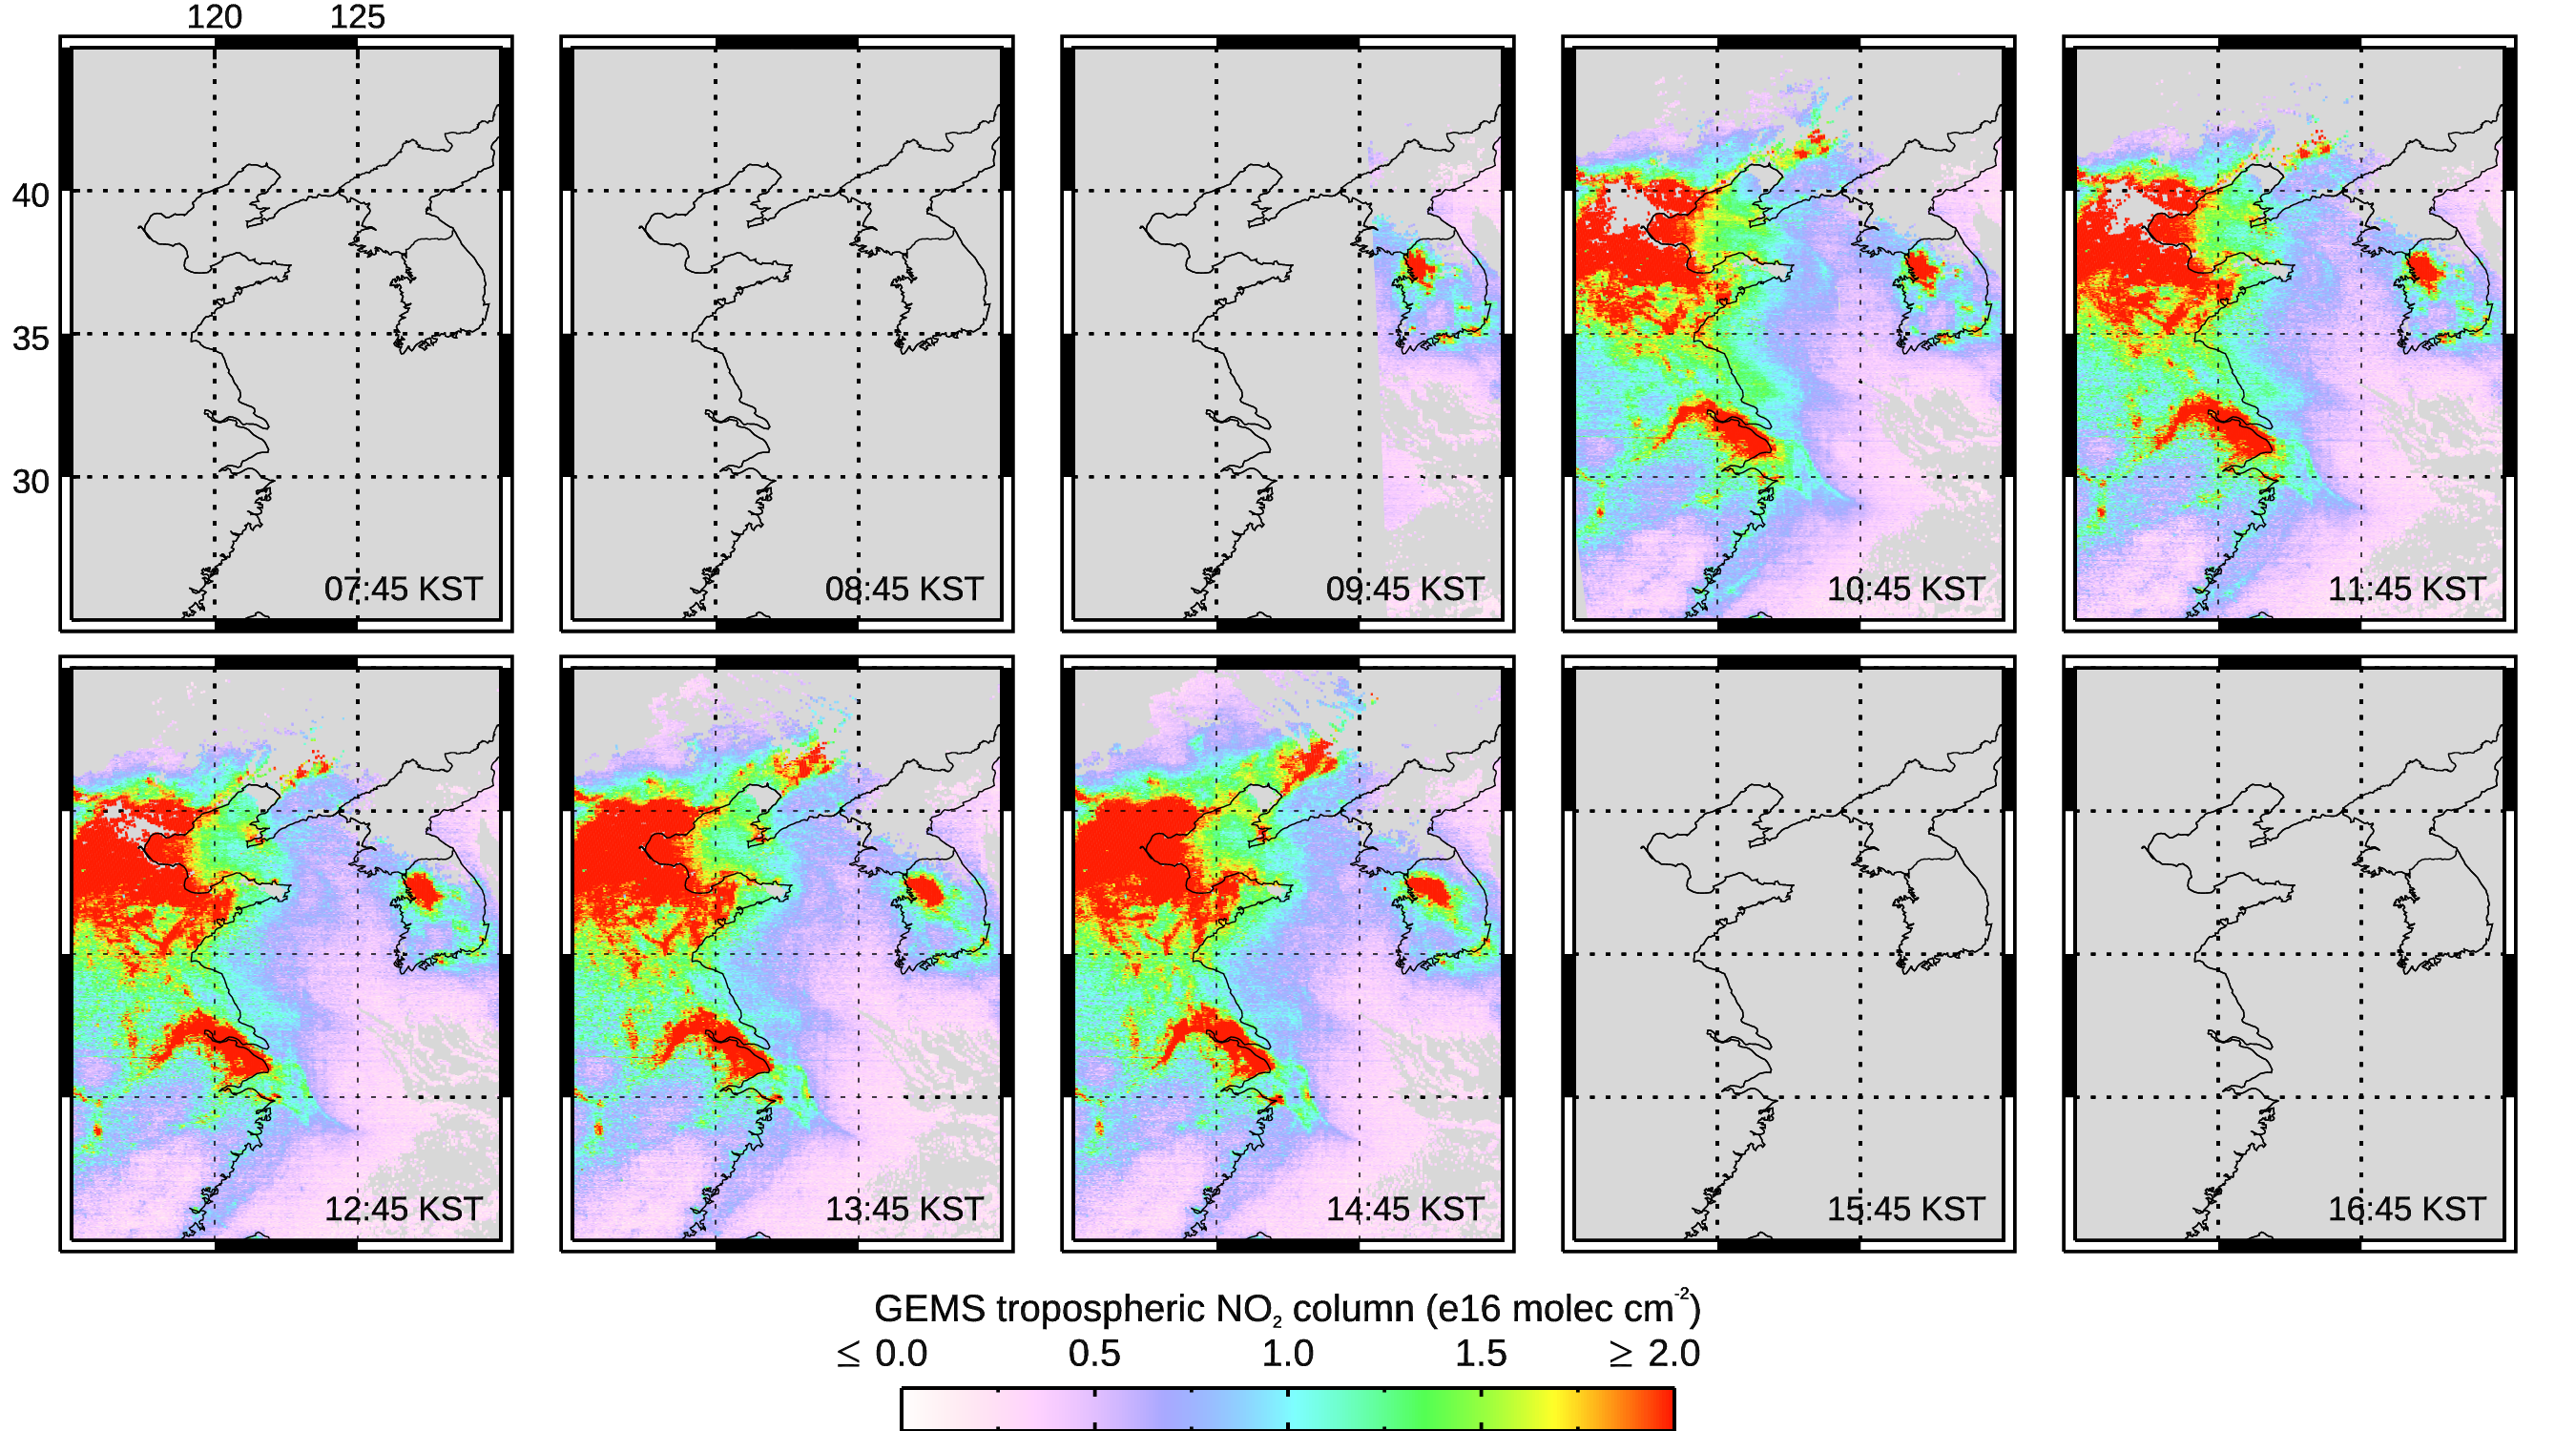 120 125
40
35
30
07:45 KST
08:45 KST
09:45 KST
10:45 KST
11:45 KST
12:45 KST
13:45 KST
14:45 KST
15:45 KST
16:45 KST
GEMS tropospheric NO₂ column (e16 molec cm⁻²)
≤ 0.0 0.5 1.0 1.5 ≥ 2.0